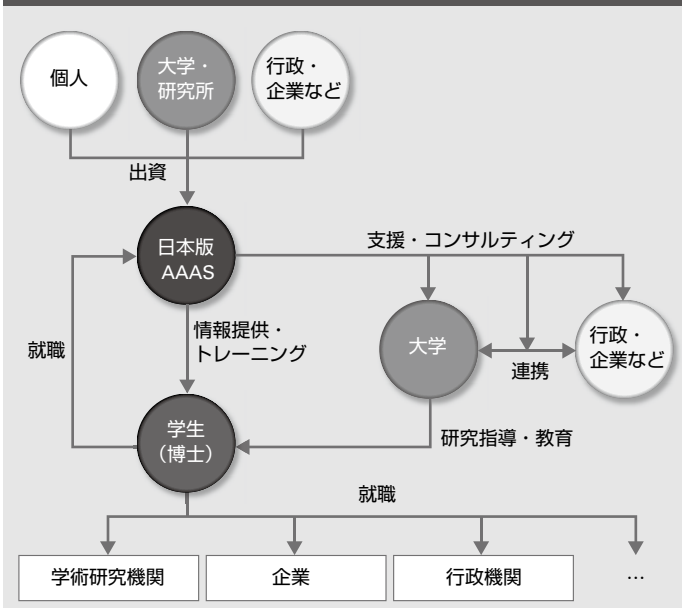 個人
大学・
研究所
行政・
企業など
出資
日本版
AAAS
支援・コンサルティング
就職
情報提供・
トレーニング
大学
連携
行政・
企業など
学生
（博士）
研究指導・教育
就職
学術研究機関
企業
行政機関
…